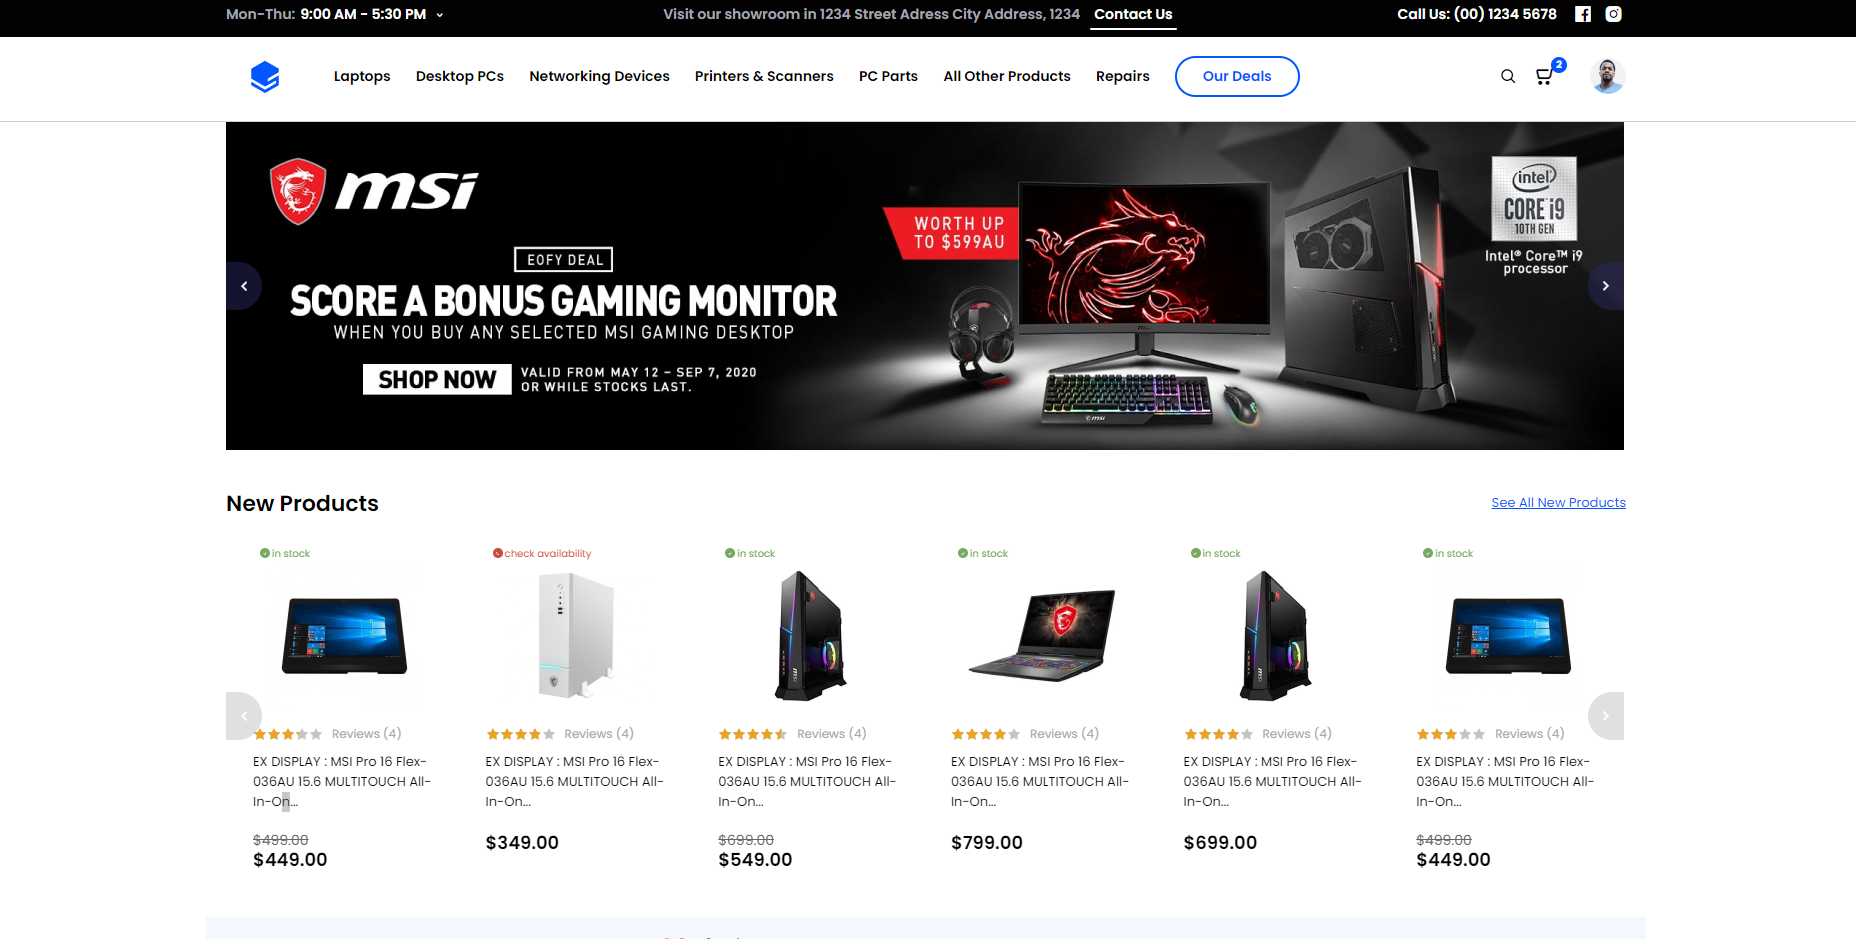 Mon-Thu: 9:00 AM - 5:30 PM
Visit our showroom in 1234 Street Adress City Address, 1234 Contact Us
Call Us: (00) 1234 5678
Laptops Desktop PCs Networking Devices Printers & Scanners PC Parts All Other Products Repairs Our Deals
2
msi
EOFY DEAL
SCORE A BONUS GAMING MONITOR
WHEN YOU BUY ANY SELECTED MSI GAMING DESKTOP
SHOP NOW
VALID FROM MAY 12 – SEP 7, 2020
OR WHILE STOCKS LAST.
WORTH UP
TO $599AU
intel
CORE i9
10TH GEN
Intel® Core™ i9
processor
New Products
See All New Products
in stock
check availability
in stock
in stock
in stock
in stock
Reviews (4)
Reviews (4)
Reviews (4)
Reviews (4)
Reviews (4)
Reviews (4)
EX DISPLAY : MSI Pro 16 Flex-
036AU 15.6 MULTITOUCH All-
In-On...
$499.00
$449.00
EX DISPLAY : MSI Pro 16 Flex-
036AU 15.6 MULTITOUCH All-
In-On...
$349.00
EX DISPLAY : MSI Pro 16 Flex-
036AU 15.6 MULTITOUCH All-
In-On...
$699.00
$549.00
EX DISPLAY : MSI Pro 16 Flex-
036AU 15.6 MULTITOUCH All-
In-On...
$799.00
EX DISPLAY : MSI Pro 16 Flex-
036AU 15.6 MULTITOUCH All-
In-On...
$699.00
EX DISPLAY : MSI Pro 16 Flex-
036AU 15.6 MULTITOUCH All-
In-On...
$499.00
$449.00